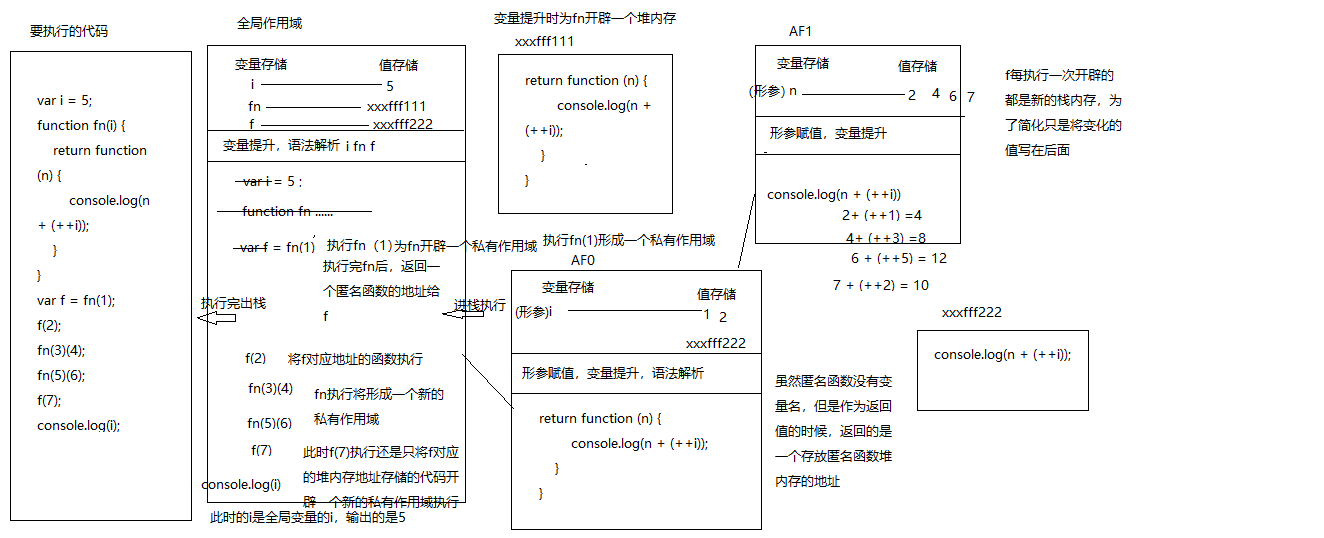 要执行的代码
var i = 5;
function fn(i) {
return function
(n) {
console.log(n
+ (++i));
}
}
var f = fn(1);
f(2);
fn(3)(4);
fn(5)(6);
f(7);
console.log(i);
全局作用域
变量存储 值存储
i 5
fn xxxfff111
f xxxfff222
变量提升，语法解析 i fn f
var i = 5 ;
function fn ......
var f = fn(1)
执行fn（1)为fn开辟一个私有作用域
执行完fn后，返回一
个匿名函数的地址给
f
执行完出栈
进栈执行
f(2) 将f对应地址的函数执行
fn(3)(4)
fn执行将形成一个新的
私有作用域
fn(5)(6)
f(7)
此时f(7)执行还是只将f对应
的堆内存地址存储的代码开
辟一个新的私有作用域执行
console.log(i)
此时的i是全局变量的i，输出的是5
变量提升时为fn开辟一个堆内存
xxxfff111
return function (n) {
console.log(n +
(++i));
}
}
执行fn(1)形成一个私有作用域
AF0
变量存储 值存储
(形参)i 1 2
xxxfff222
形参赋值，变量提升，语法解析
return function (n) {
console.log(n + (++i));
}
}
AF1
变量存储 值存储
(形参) n 2 4 6 7
形参赋值，变量提升
console.log(n + (++i))
2+ (++1) =4
4+ (++3) =8
6 + (++5) = 12
7 + (++2) = 10
f每执行一次开辟的
都是新的栈内存，为
了简化只是将变化的
值写在后面
xxxfff222
console.log(n + (++i));
虽然匿名函数没有变
量名，但是作为返回
值的时候，返回的是
一个存放匿名函数堆
内存的地址